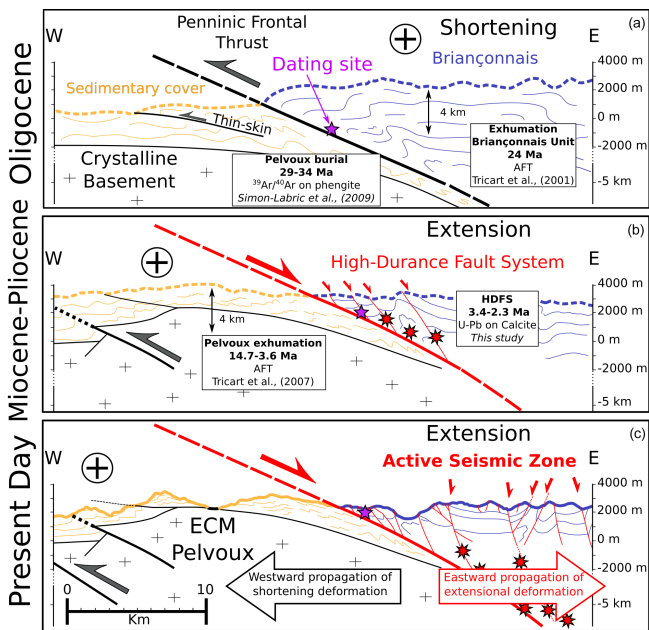 Oligocene
(a)
W
Penninic Frontal
Thrust
Shortening
E
Dating site
Briançonnais
Sedimentary cover
Thin-skin
4 km
4000 m
2000 m
0 m
-2000 m
-5 km
Crystalline
Basement
Pelvoux burial
29-34 Ma
³⁹Ar/⁴⁰Ar on phengite
Simon-Labric et al., (2009)
Exhumation
Briançonnais Unit
24 Ma
AFT
Tricart et al., (2001)
Miocene-Pliocene
(b)
W
Extension
E
High-Durance Fault System
4 km
4000 m
2000 m
0 m
-2000 m
-5 km
Pelvoux exhumation
14.7-3.6 Ma
AFT
Tricart et al., (2007)
HDFS
3.4-2.3 Ma
U-Pb on Calcite
This study
Present Day
(c)
W
Extension
Active Seismic Zone
E
4000 m
2000 m
0 m
-2000 m
-5 km
ECM
Pelvoux
0
10
Km
Westward propagation of
shortening deformation
Eastward propagation of
extensional deformation